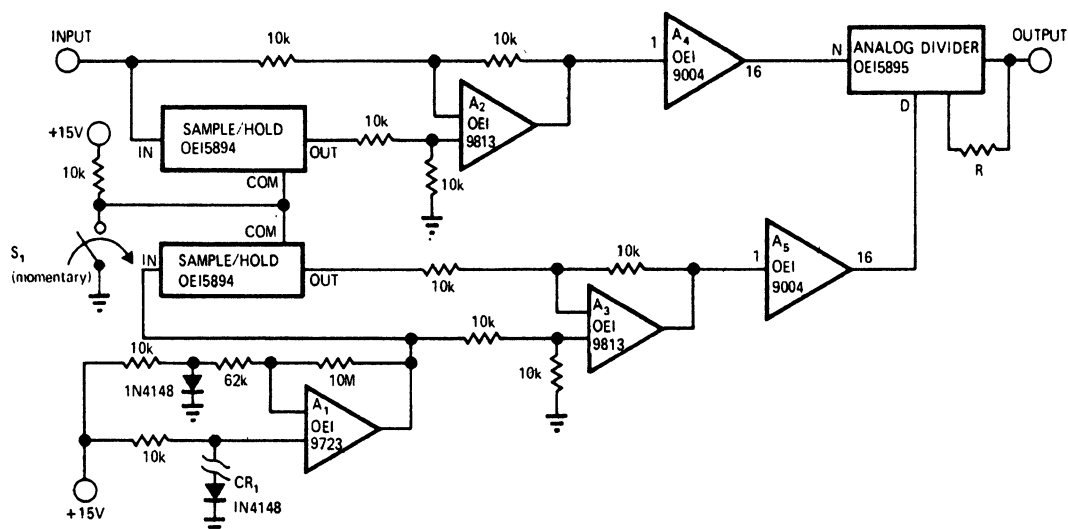 INPUT
10k
10k
A4
OEI
9004
1
16
N
ANALOG DIVIDER
OEI5895
OUTPUT
D
R
+15V
10k
IN
SAMPLE/HOLD
OEI5894
OUT
COM
10k
A2
OEI
9813
10k
S1
(momentary)
COM
IN
SAMPLE/HOLD
OEI5894
OUT
10k
10k
A3
OEI
9813
1
A5
OEI
9004
16
10k
10k
10k
1N4148
62k
10M
A1
OEI
9723
10k
CR1
IN4148
+15V